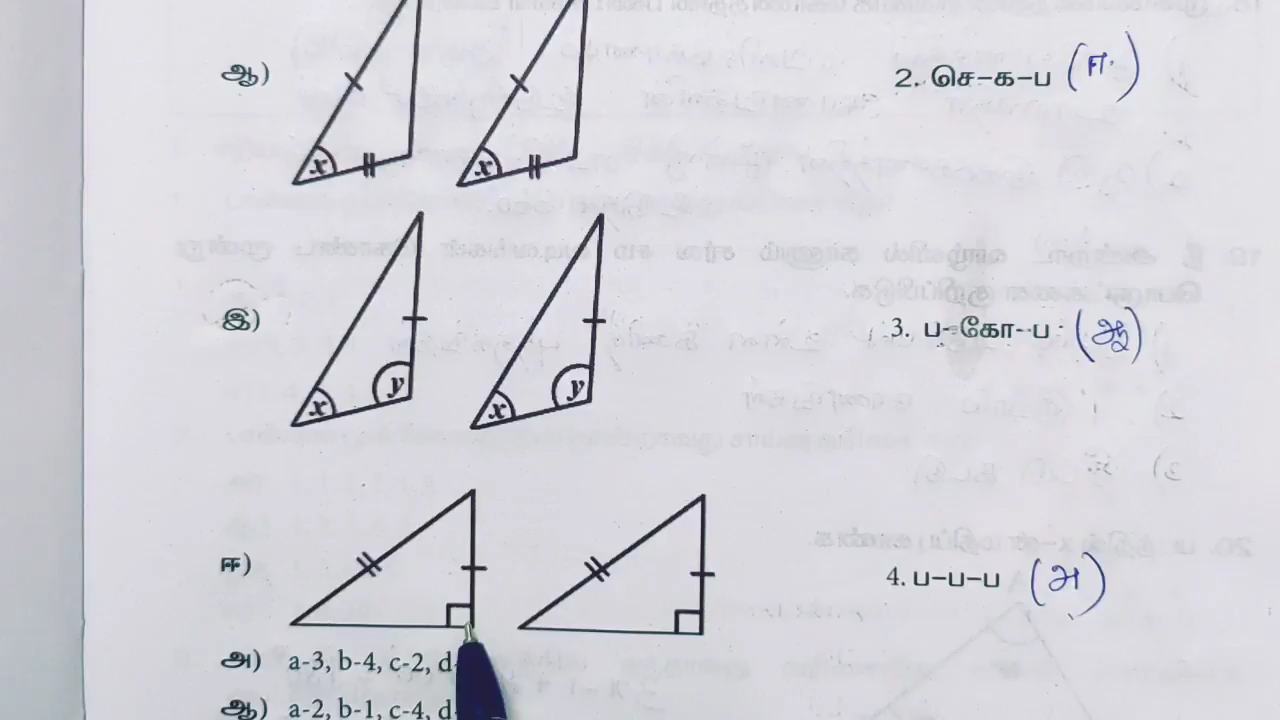 ஆ) 2. செ-க-ப (ஈ)
x x
இ) 3. ப-கோ-ப (ஆ)
x y x y
ஈ) 4. ப-ப-ப (அ)
அ) a-3, b-4, c-2, d-
ஆ) a-2, b-1, c-4, d-